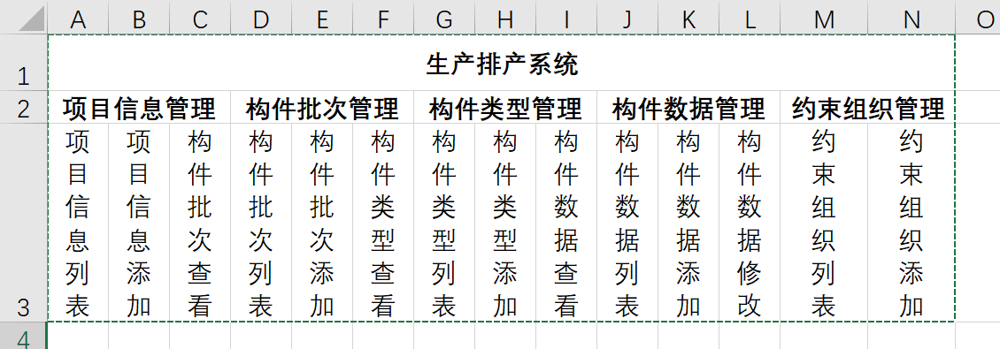 A B C D E F G H I J K L M N O
1 生产排产系统
2 项目信息管理 构件批次管理 构件类型管理 构件数据管理 约束组织管理
3 项目信息列表 项目信息添加 构件批次查看 构件批次列表 构件批次添加 构件类型查看 构件类型列表 构件类型添加 构件数据查看 构件数据列表 构件数据添加 构件数据修改 约束组织列表 约束组织添加
4